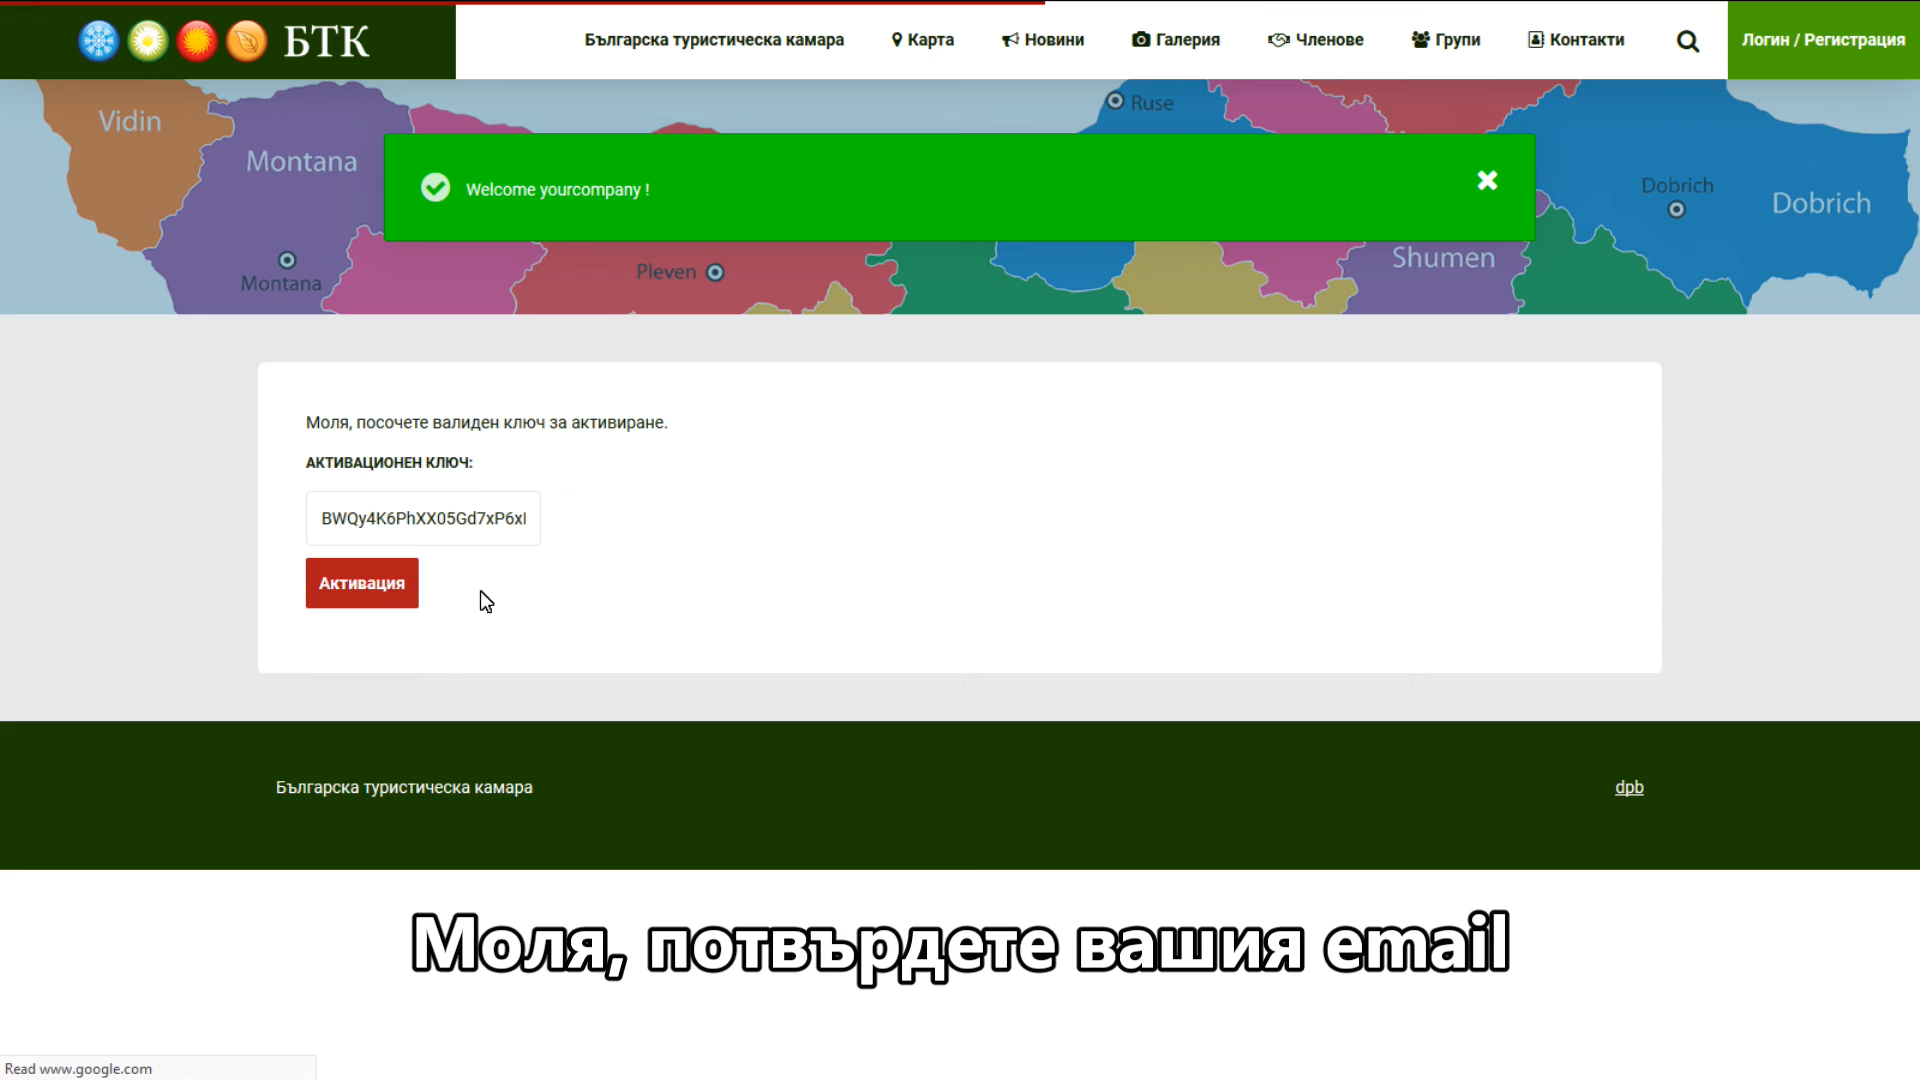 БТК
Българска туристическа камара
Карта
Новини
Галерия
Членове
Групи
Контакти
Логин / Регистрация
Vidin
Montana
Montana
Pleven
Ruse
Dobrich
Dobrich
Shumen
Welcome yourcompany !
Моля, посочете валиден ключ за активиране.
АКТИВАЦИОНЕН КЛЮЧ:
BWQy4K6PhXX05Gd7xP6x
Активация
Българска туристическа камара
dpb
Моля, потвърдете вашия email
Read www.google.com